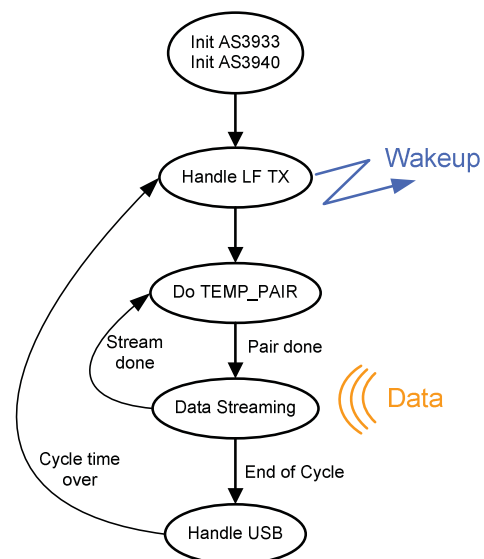 Init AS3933
Init AS3940
Handle LF TX
Wakeup
Do TEMP_PAIR
Stream
done
Pair done
Data Streaming
Data
Cycle time
over
End of Cycle
Handle USB